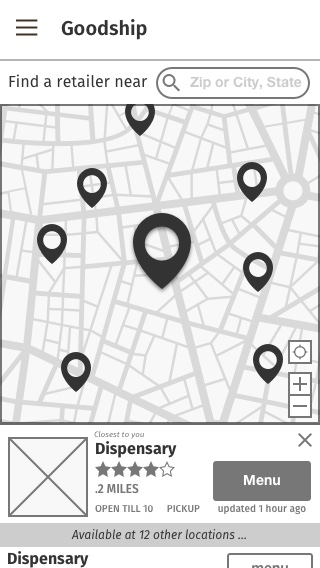 Goodship
Find a retailer near
Zip or City, State
Closest to you
Dispensary
.2 MILES
Menu
OPEN TILL 10 PICKUP updated 1 hour ago
Available at 12 other locations ...
Dispensary
menu